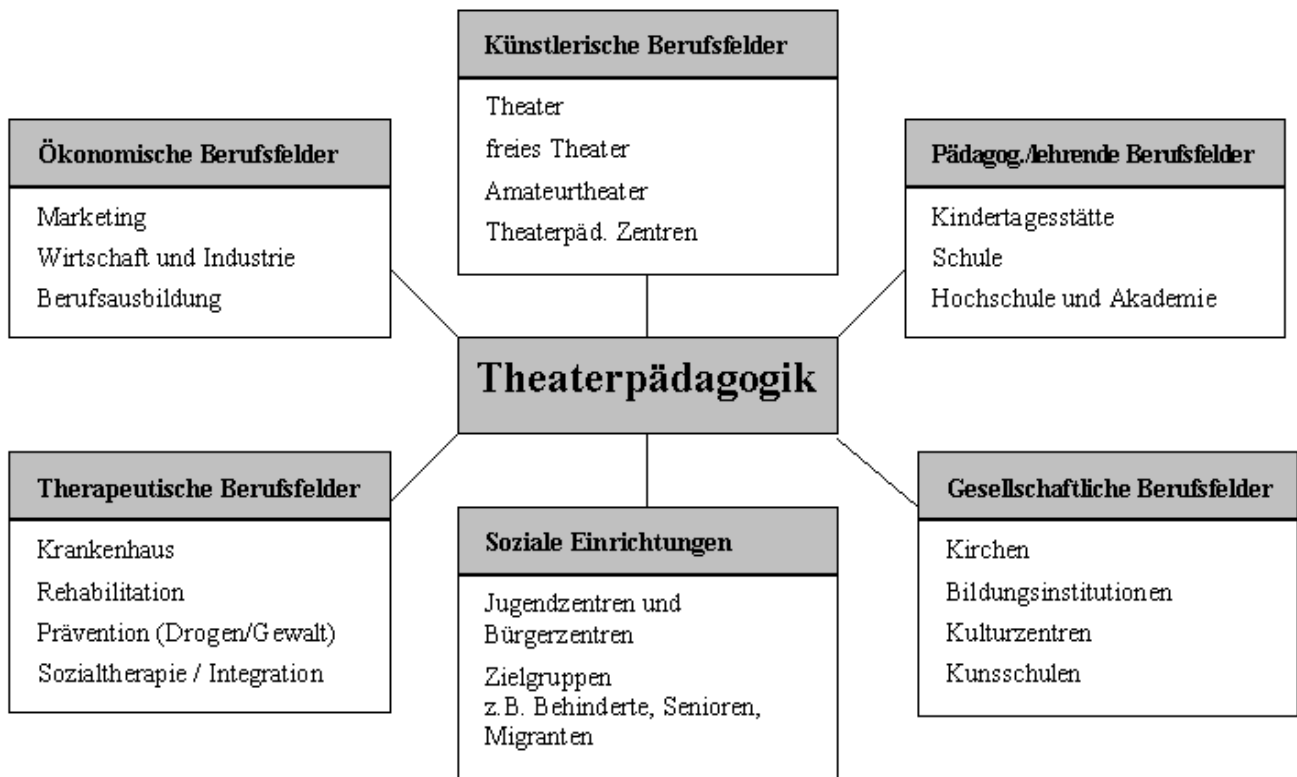 Künstlerische Berufsfelder
Theater
freies Theater
Amateurtheater
Theaterpäd. Zentren
Ökonomische Berufsfelder
Marketing
Wirtschaft und Industrie
Berufsausbildung
Pädagog./lehrende Berufsfelder
Kindertagesstätte
Schule
Hochschule und Akademie
Theaterpädagogik
Therapeutische Berufsfelder
Krankenhaus
Rehabilitation
Prävention (Drogen/Gewalt)
Sozialtherapie / Integration
Soziale Einrichtungen
Jugendzentren und
Bürgerzentren
Zielgruppen
z.B. Behinderte, Senioren,
Migranten
Gesellschaftliche Berufsfelder
Kirchen
Bildungsinstitutionen
Kulturzentren
Kunsschulen